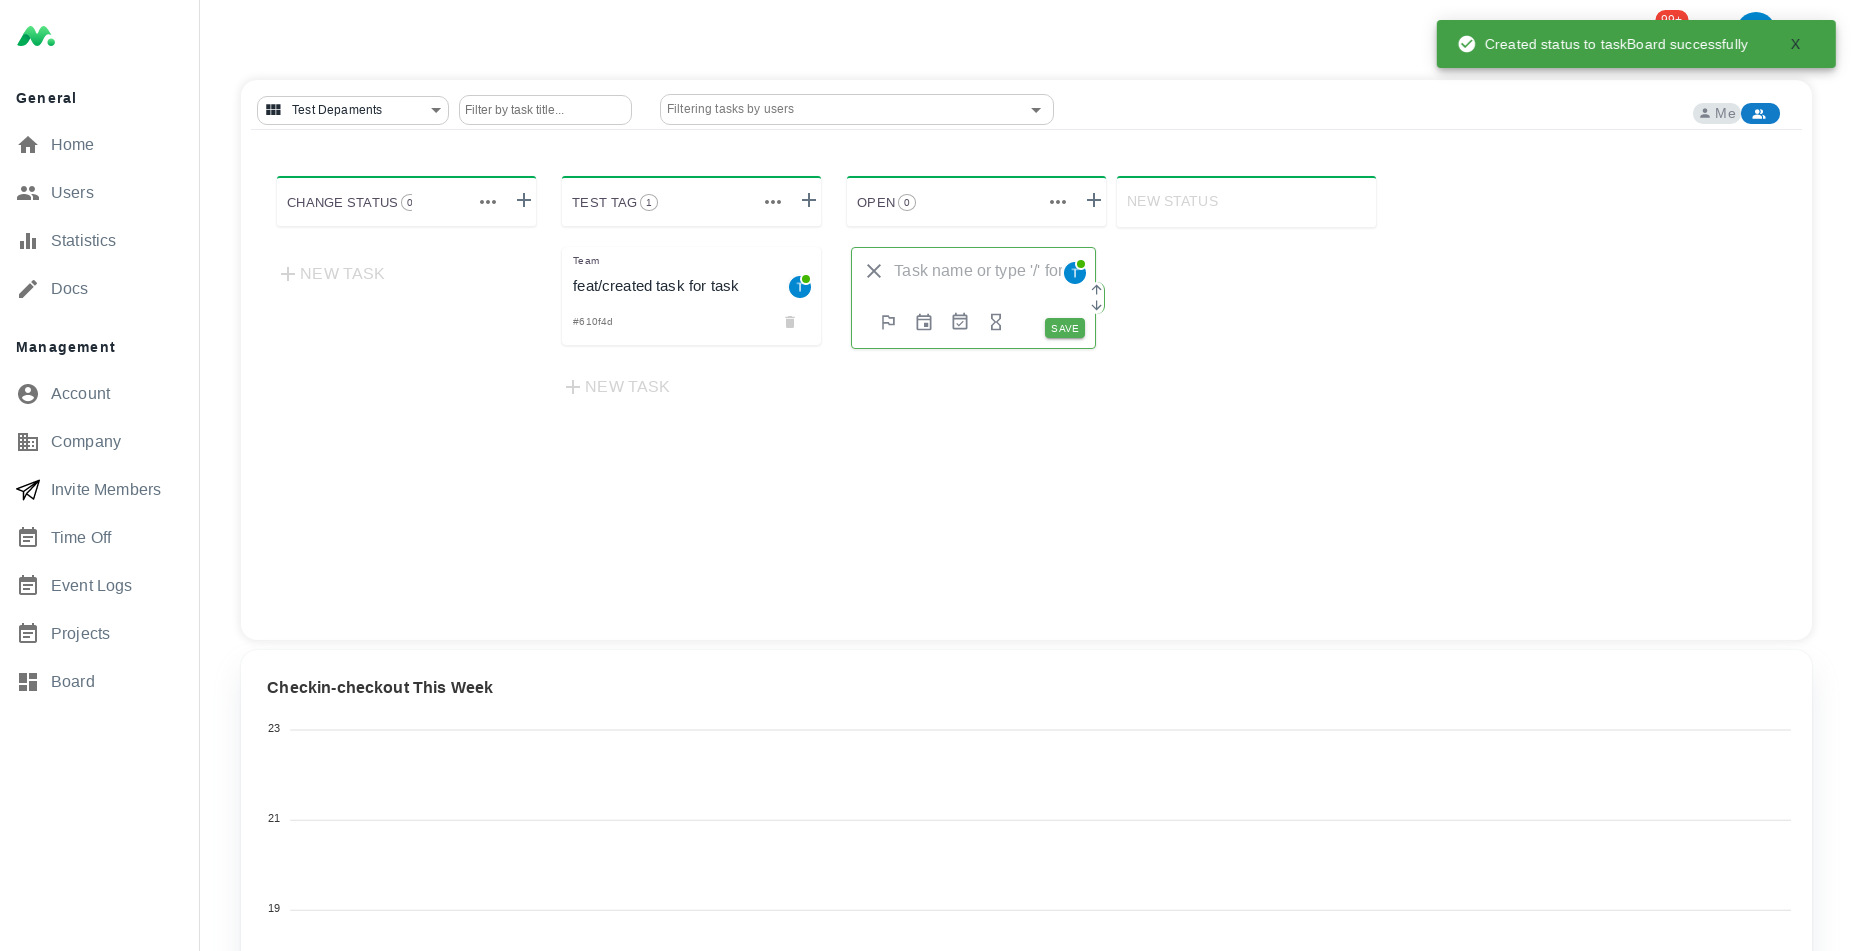 99+
Created status to taskBoard successfully X
General
Home
Users
Statistics
Docs
Management
Account
Company
Invite Members
Time Off
Event Logs
Projects
Board
Test Depaments
Filter by task title...
Filtering tasks by users
Me
CHANGE STATUS 0
TEST TAG 1
OPEN 0
NEW STATUS
NEW TASK
Team
feat/created task for task
T
#610f4d
NEW TASK
Task name or type '/' for
T
SAVE
Checkin-checkout This Week
23
21
19